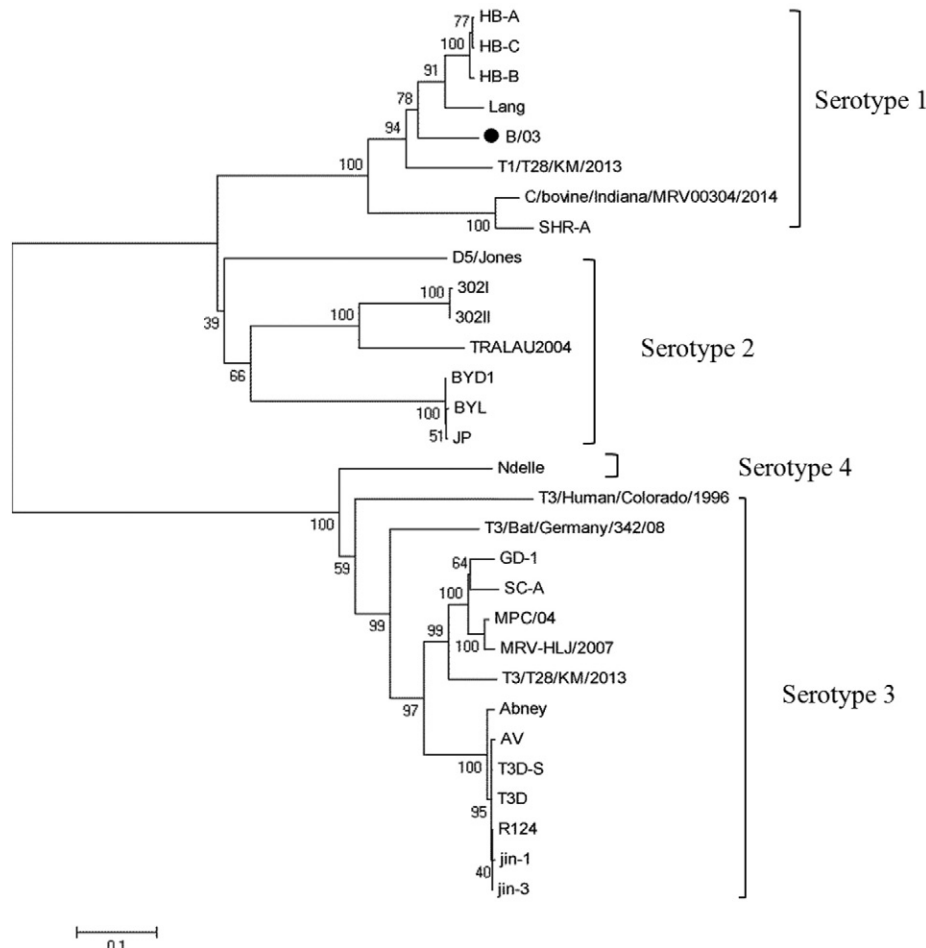 77
HB-A
100
HB-C
91
HB-B
78
Lang
94
B/03
100
T1/T28/KM/2013
C/bovine/Indiana/MRV00304/2014
100
SHR-A
Serotype 1
D5/Jones
39
100
302I
100
302II
TRALAU2004
66
BYD1
100
BYL
51
JP
Serotype 2
Ndelle
Serotype 4
100
T3/Human/Colorado/1996
59
T3/Bat/Germany/342/08
99
64
GD-1
100
SC-A
MPC/04
99
100
MRV-HLJ/2007
T3/T28/KM/2013
97
Abney
AV
100
T3D-S
T3D
95
R124
jin-1
40
jin-3
Serotype 3
0.1